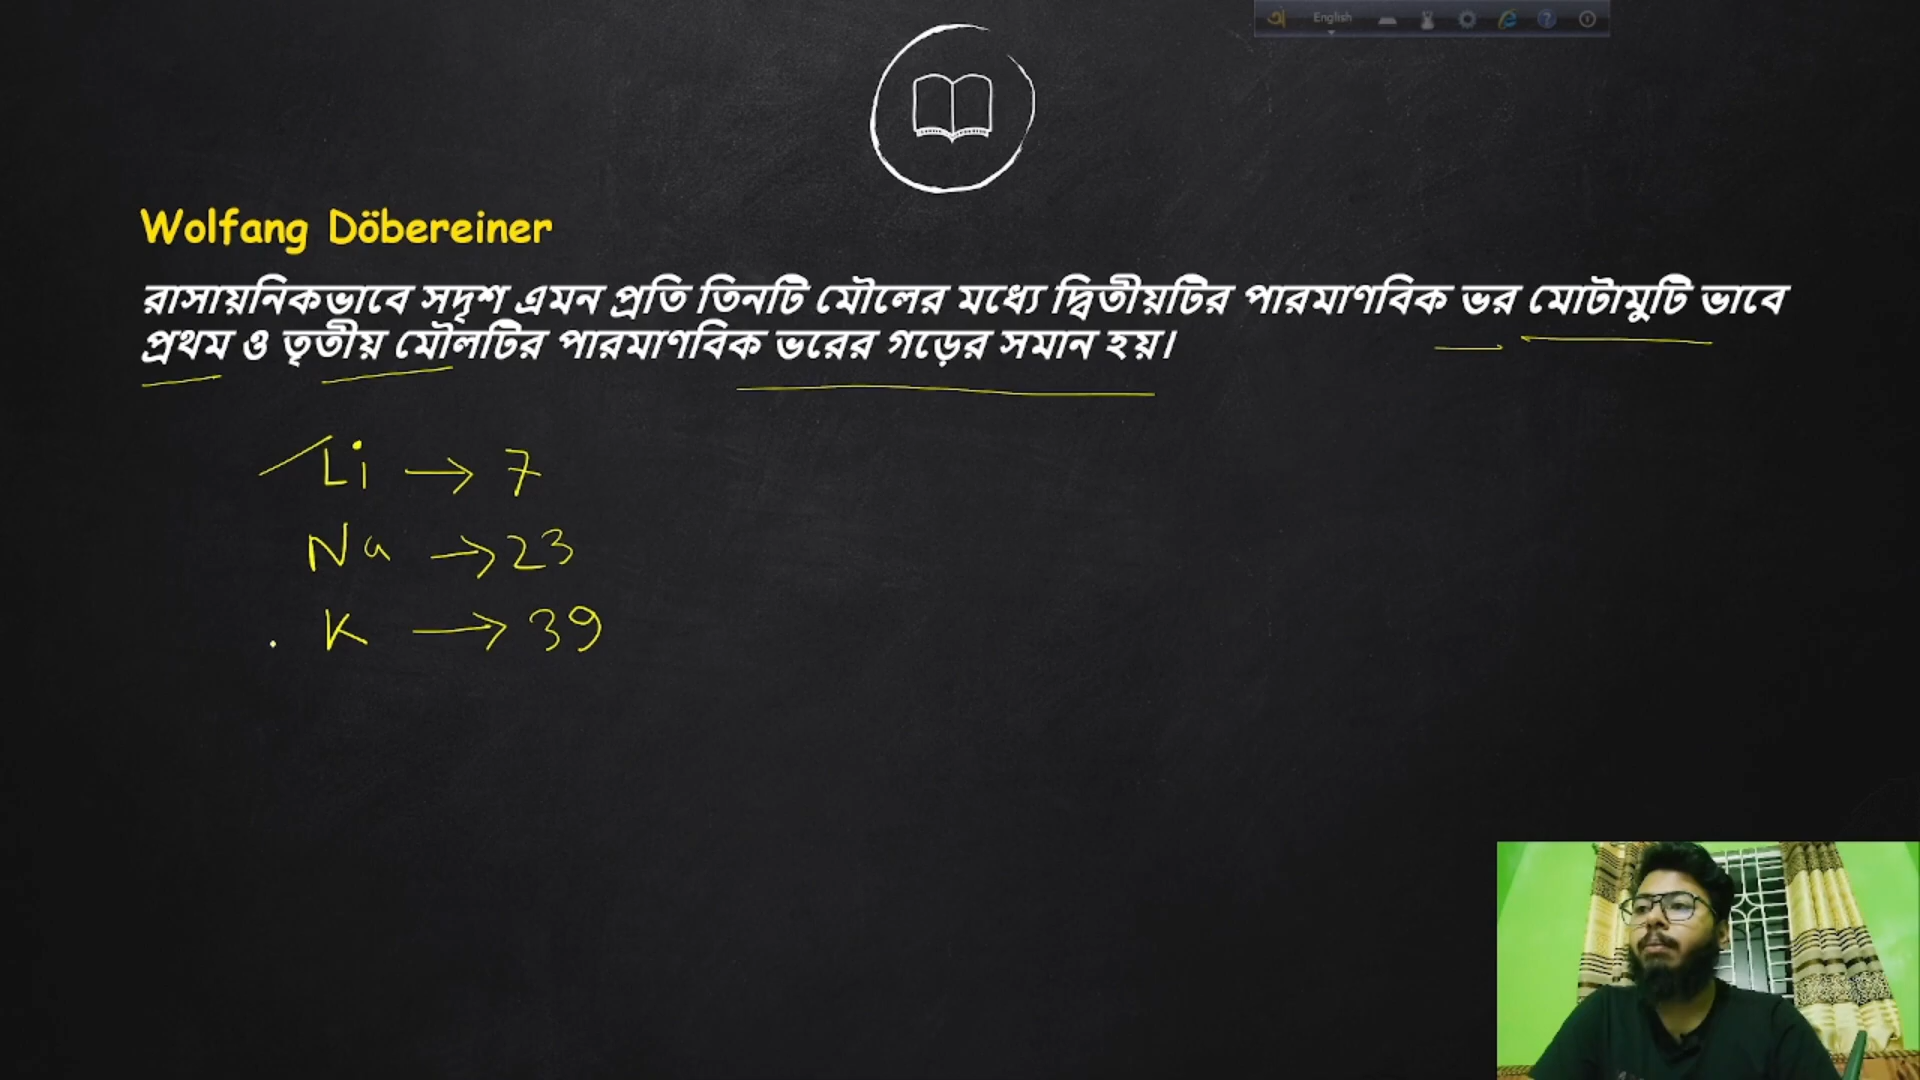 English
Wolfang Döbereiner
রাসায়নিকভাবে সদৃশ এমন প্রতি তিনটি মৌলের মধ্যে দ্বিতীয়টির পারমাণবিক ভর মোটামুটি ভাবে
প্রথম ও তৃতীয় মৌলটির পারমাণবিক ভরের গড়ের সমান হয়।
Li → 7
Na → 23
K → 39